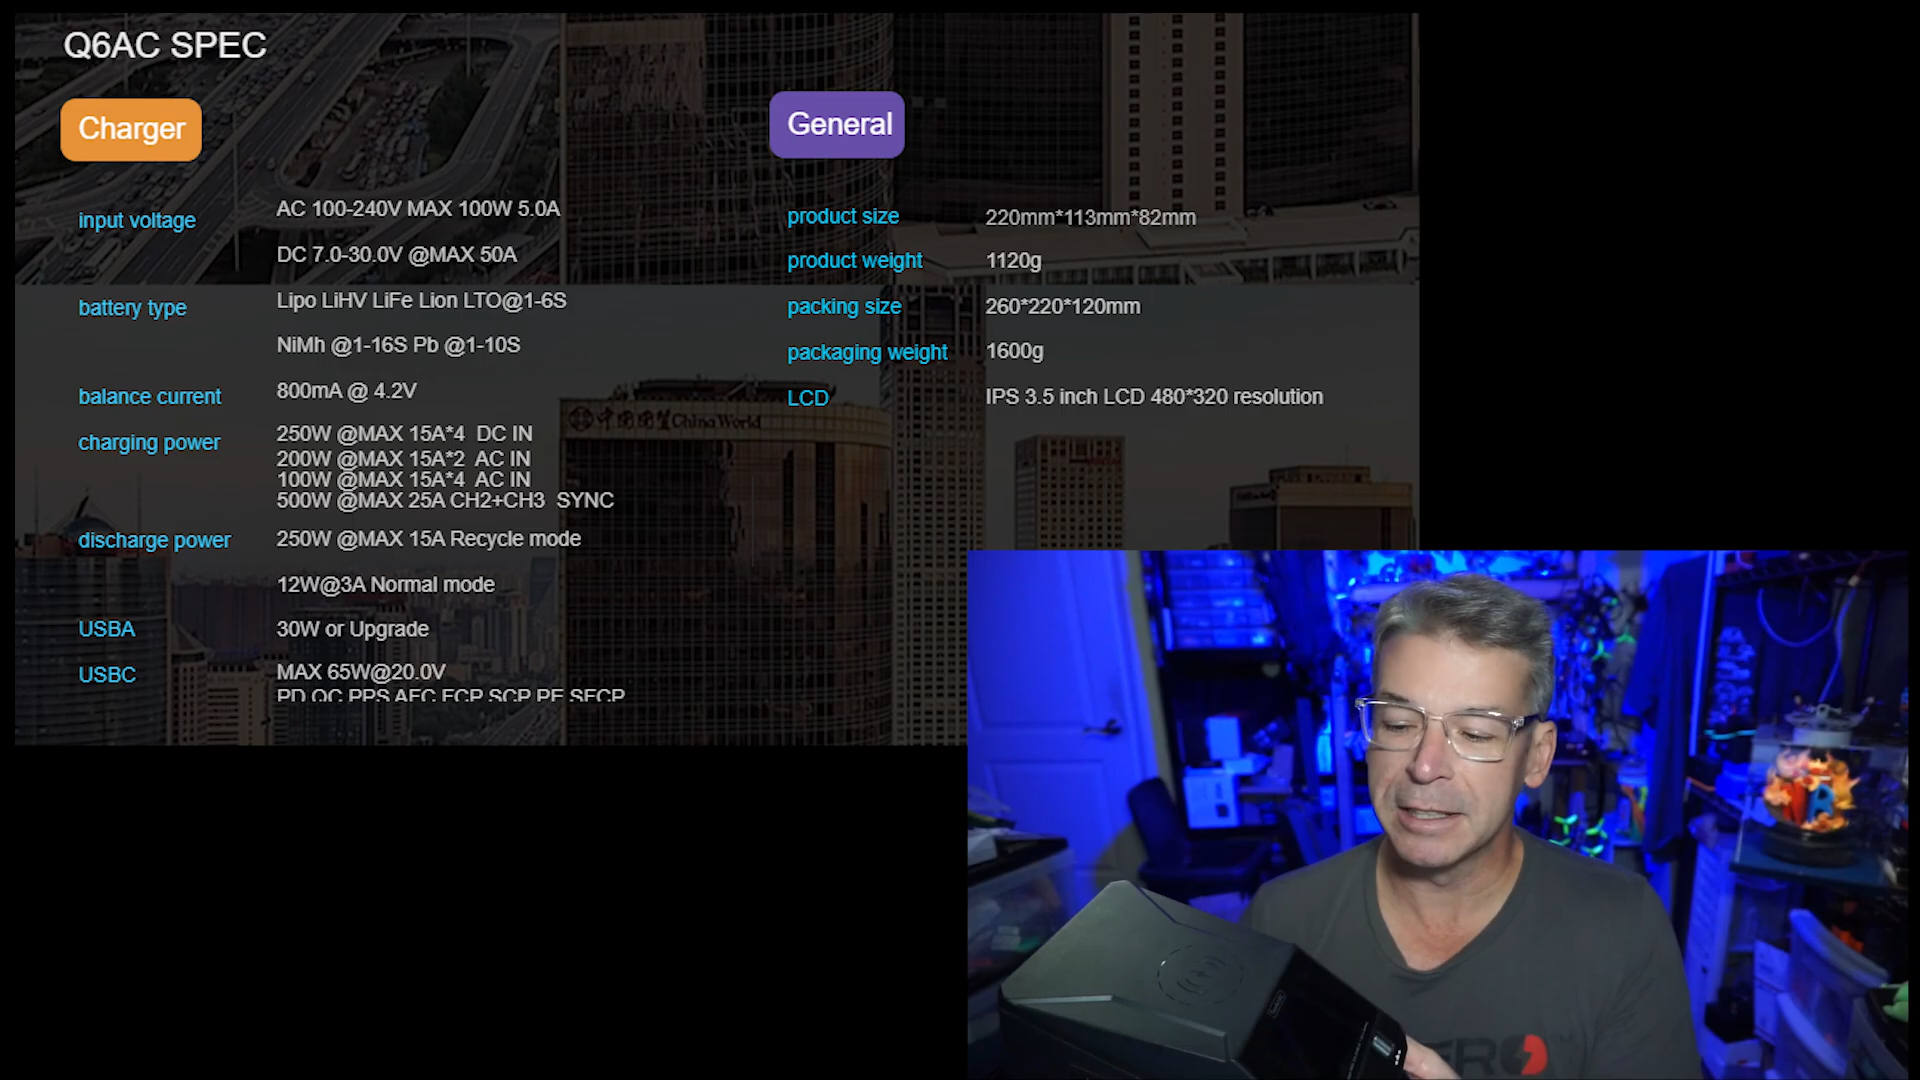 Q6AC SPEC
Charger
input voltage
AC 100-240V MAX 100W 5.0A
DC 7.0-30.0V @MAX 50A
battery type
Lipo LiHV LiFe Lion LTO@1-6S
NiMh @1-16S Pb @1-10S
balance current
800mA @ 4.2V
charging power
250W @MAX 15A*4 DC IN
200W @MAX 15A*2 AC IN
100W @MAX 15A*4 AC IN
500W @MAX 25A CH2+CH3 SYNC
discharge power
250W @MAX 15A Recycle mode
12W@3A Normal mode
USBA
30W or Upgrade
USBC
MAX 65W@20.0V
PD QC PPS AFC FCP SCP PE SFCP
General
product size
220mm*113mm*82mm
product weight
1120g
packing size
260*220*120mm
packaging weight
1600g
LCD
IPS 3.5 inch LCD 480*320 resolution
China World